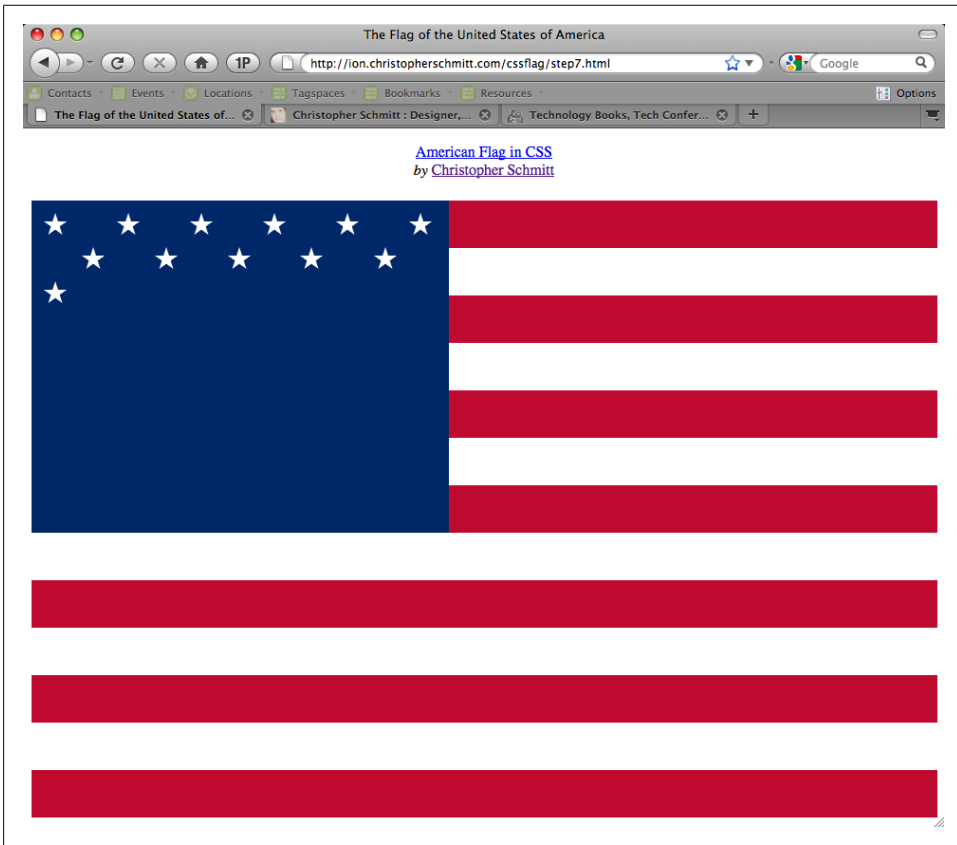 The Flag of the United States of America
1P http://ion.christopherschmitt.com/cssflag/step7.html Google
Contacts Events Locations Tagspaces Bookmarks Resources Options
The Flag of the United States of... Christopher Schmitt : Designer,... Technology Books, Tech Confer... +
American Flag in CSS
by Christopher Schmitt